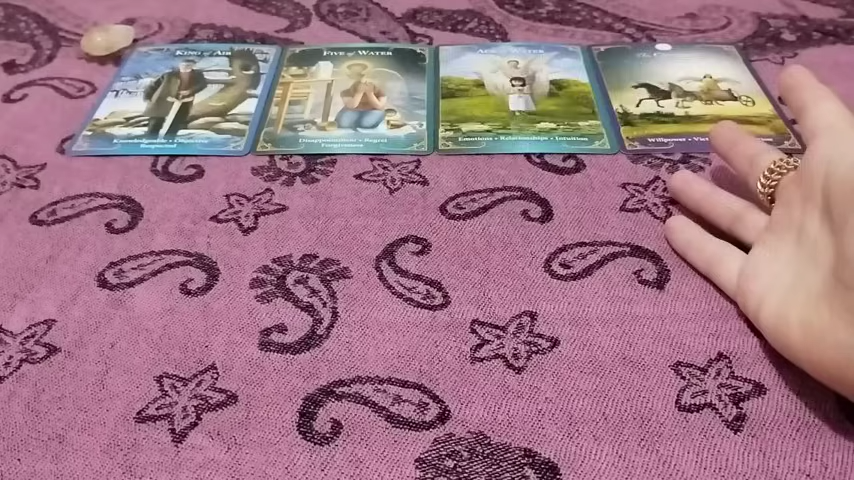 KING of AIR
Knowledgeable • Objective
Respected
FIVE of WATER
Disappointment • Regret
Forgiveness
ACE of WATER
Emotions • Relationships • Intuition
The
Willpower •